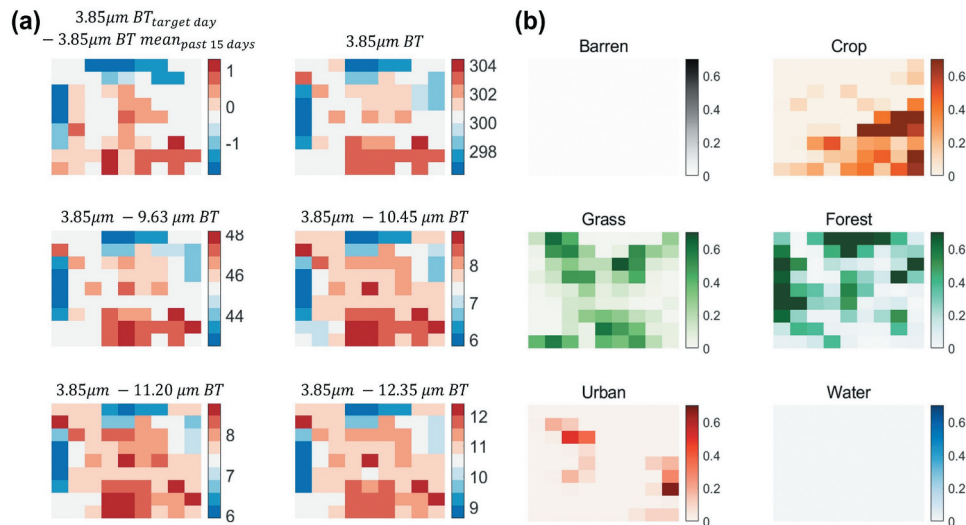 (a)
3.85μm BT_target day
− 3.85μm BT mean_past 15 days
1
0
-1
3.85μm BT
304
302
300
298
3.85μm − 9.63 μm BT
48
46
44
3.85μm − 10.45 μm BT
8
7
6
3.85μm − 11.20 μm BT
8
7
6
3.85μm − 12.35 μm BT
12
11
10
9
(b)
Barren
0.6
0.4
0.2
0
Crop
0.6
0.4
0.2
0
Grass
0.6
0.4
0.2
0
Forest
0.6
0.4
0.2
0
Urban
0.6
0.4
0.2
0
Water
0.6
0.4
0.2
0